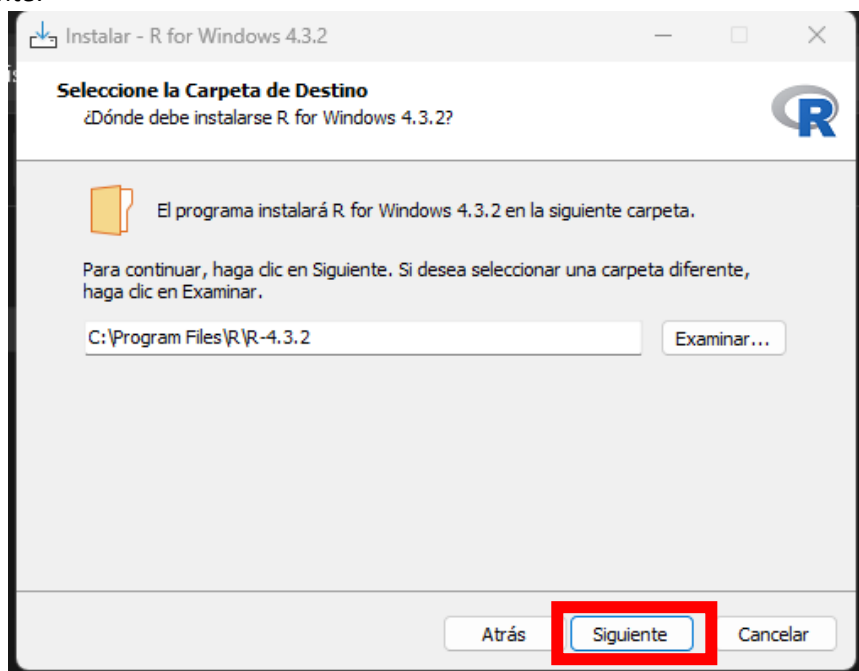 Instalar - R for Windows 4.3.2
Seleccione la Carpeta de Destino
¿Dónde debe instalarse R for Windows 4.3.2?
R
El programa instalará R for Windows 4.3.2 en la siguiente carpeta.
Para continuar, haga clic en Siguiente. Si desea seleccionar una carpeta diferente,
haga clic en Examinar.
C:\Program Files\R\R-4.3.2
Examinar...
Atrás
Siguiente
Cancelar